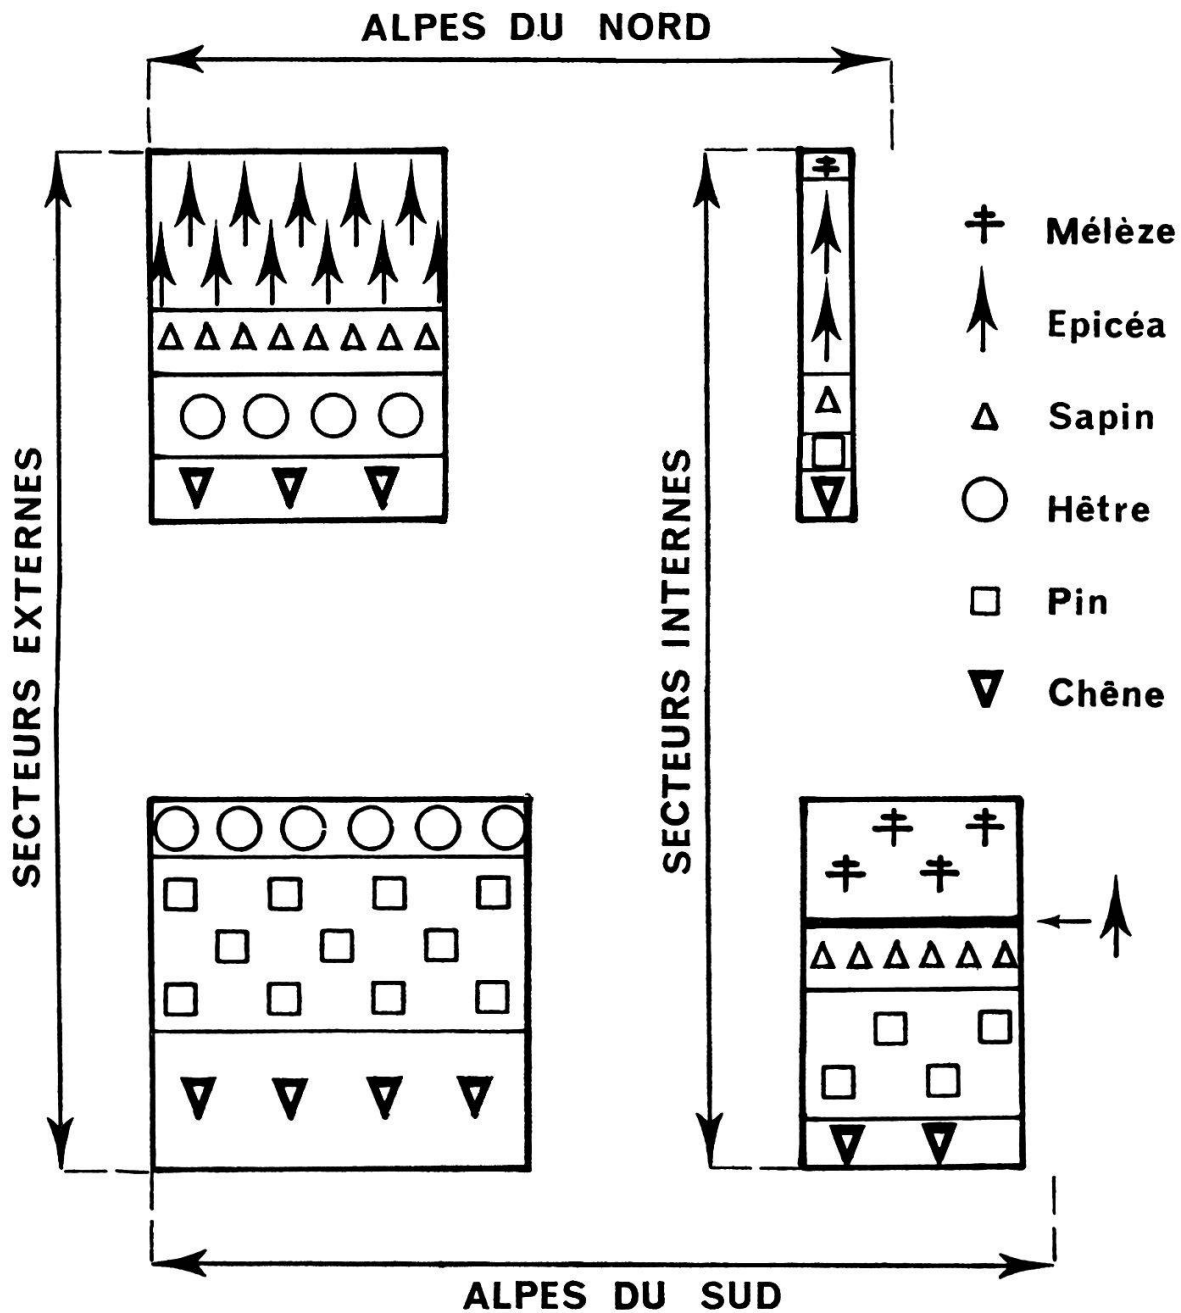 ALPES DU NORD
SECTEURS EXTERNES
SECTEURS INTERNES
Mélèze
Epicéa
Sapin
Hêtre
Pin
Chêne
ALPES DU SUD